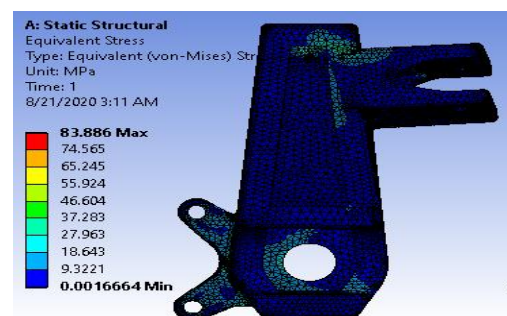 A: Static Structural
Equivalent Stress
Type: Equivalent (von-Mises) Str
Unit: MPa
Time: 1
8/21/2020 3:11 AM
83.886 Max
74.565
65.245
55.924
46.604
37.283
27.963
18.643
9.3221
0.0016664 Min